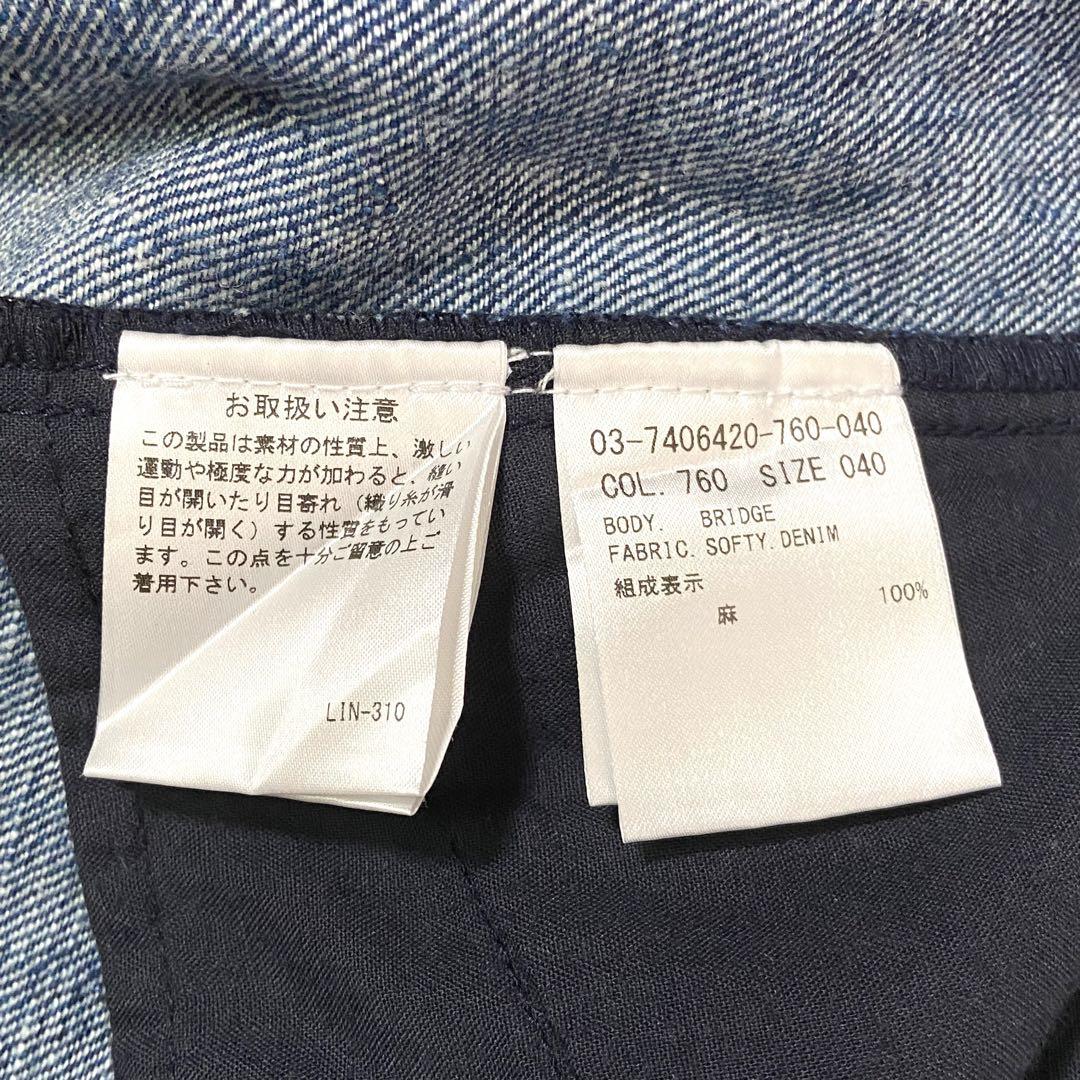 お取扱い注意
この製品は素材の性質上、激しい
運動や極度な力が加わると、縫い
目が開いたり目寄れ（織り糸が滑
り目が開く）する性質をもってい
ます。この点を十分ご留意の上ご
着用下さい。
LIN-310
03-7406420-760-040
COL. 760 SIZE 040
BODY. BRIDGE
FABRIC. SOFTY. DENIM
組成表示
麻 100%